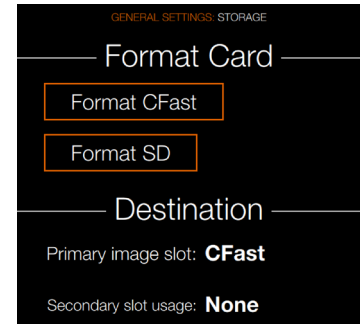 GENERAL SETTINGS: STORAGE
Format Card
Format CFast
Format SD
Destination
Primary image slot: CFast
Secondary slot usage: None